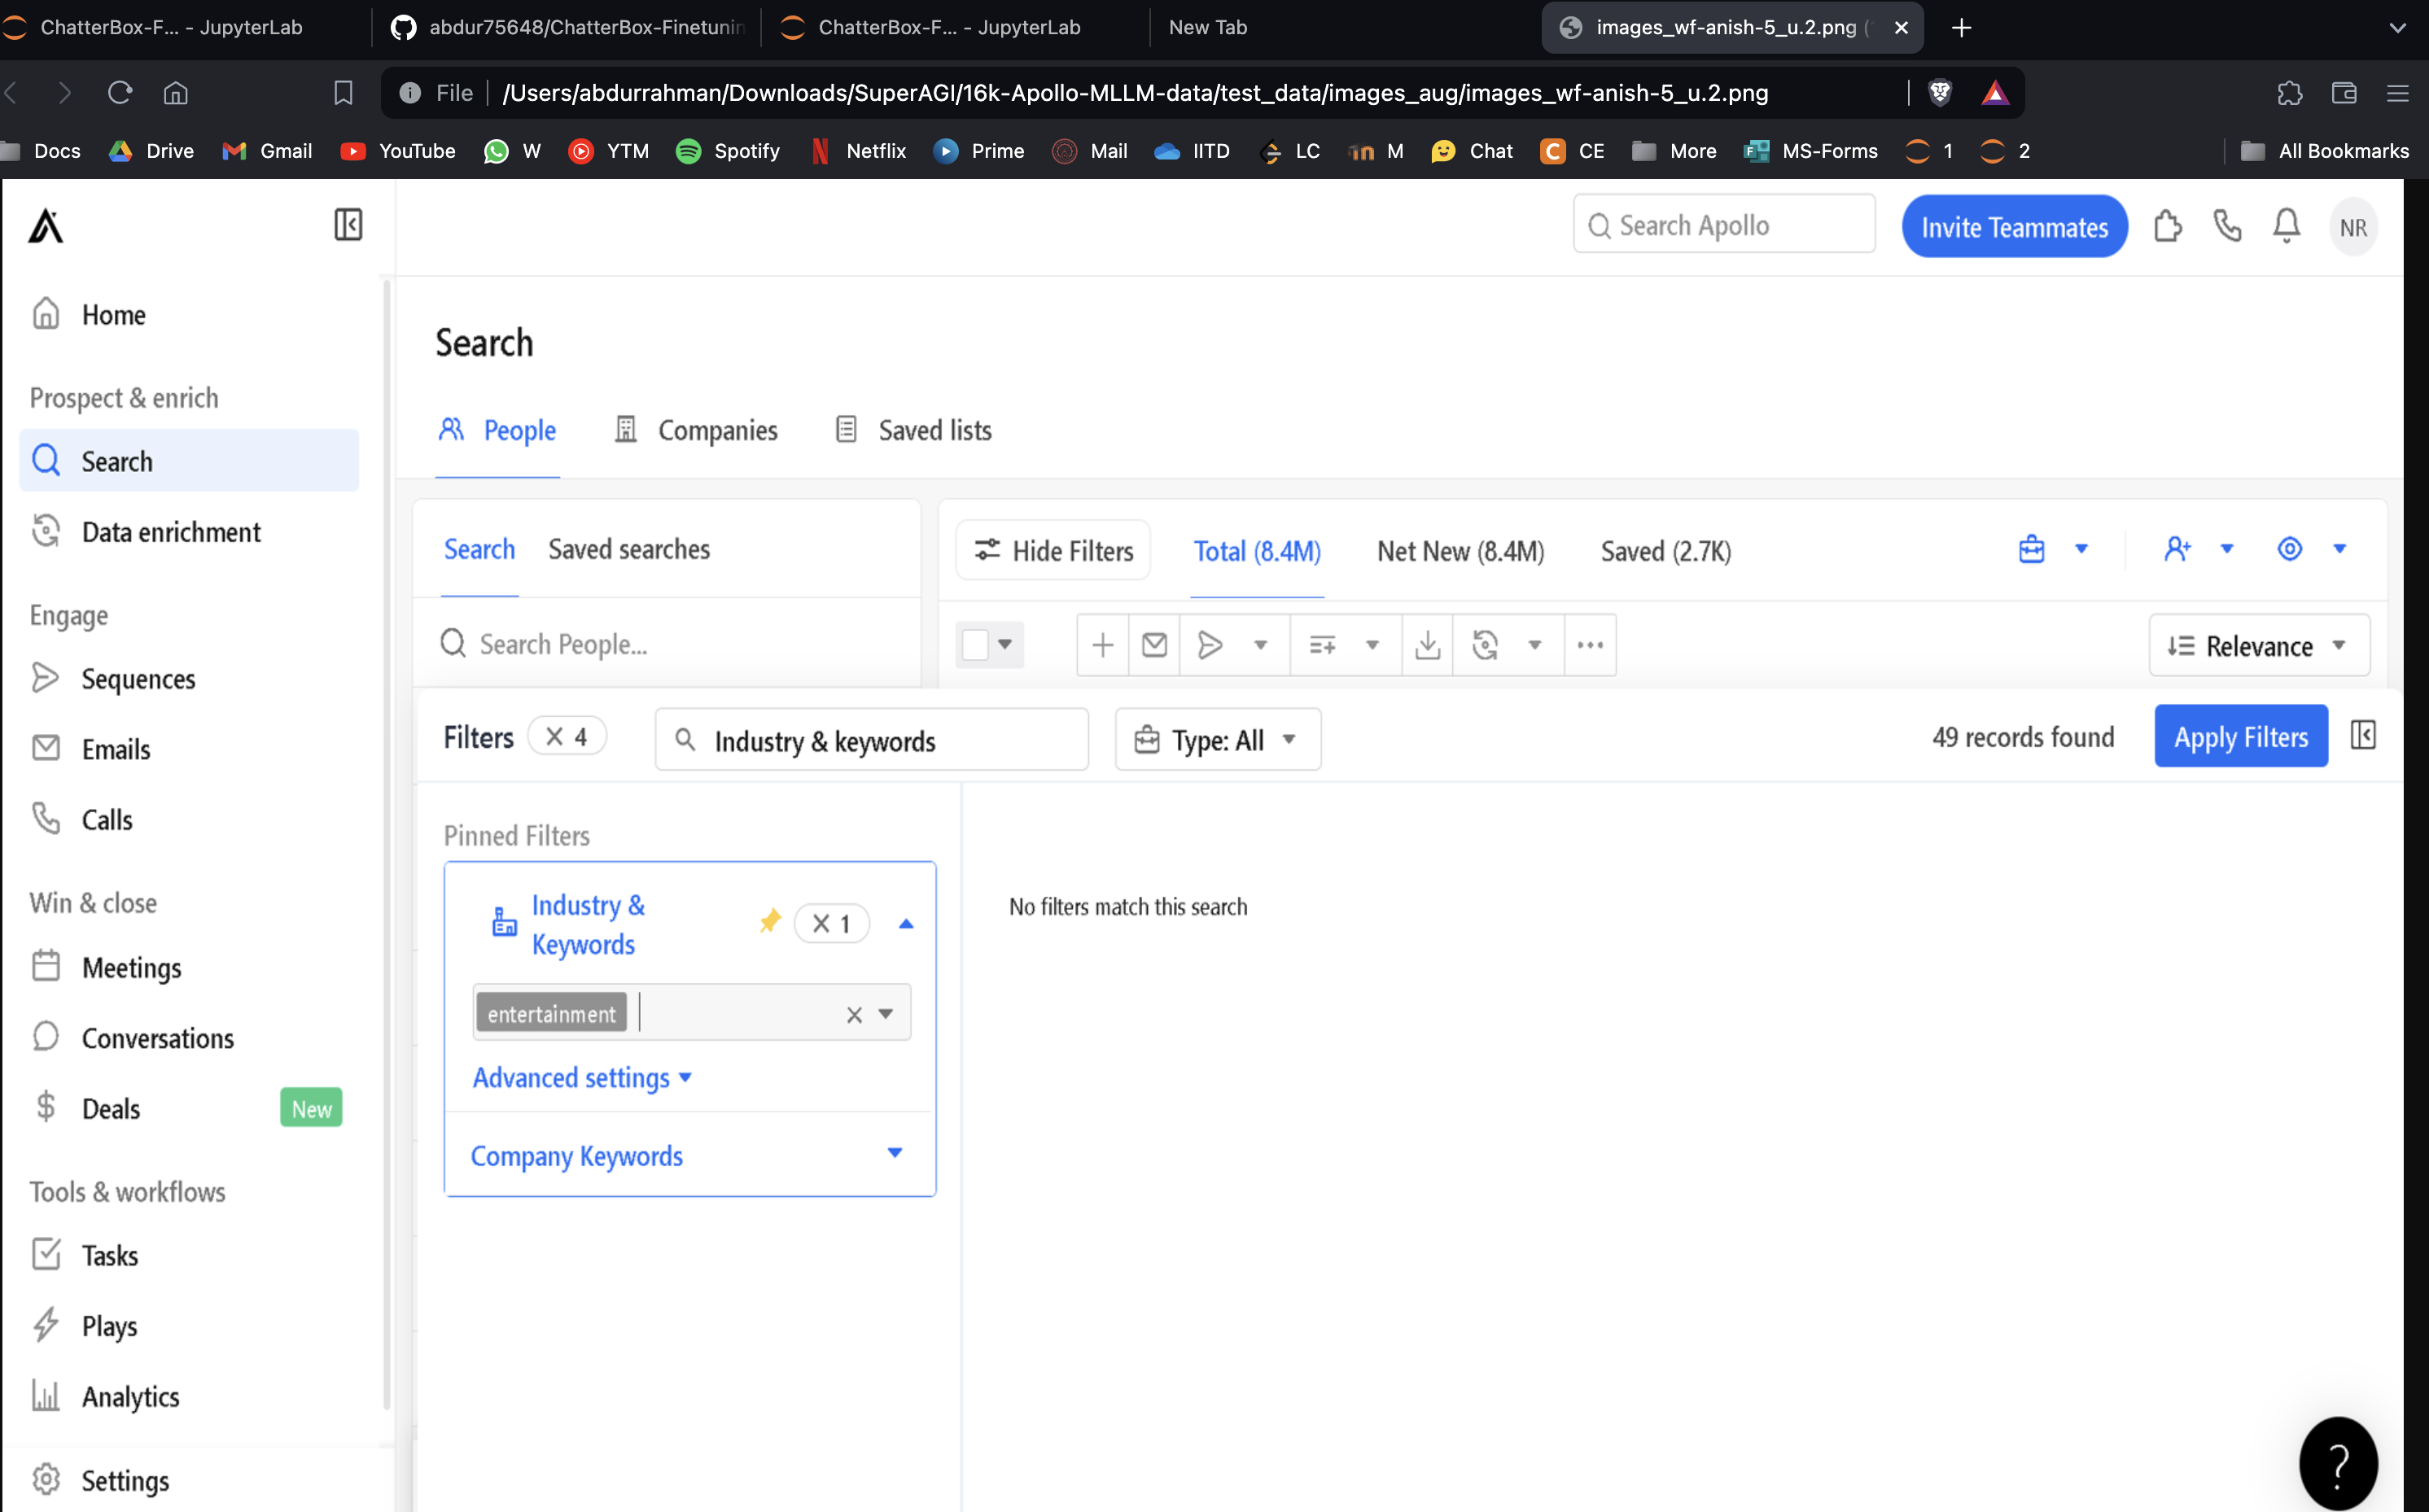 ChatterBox-F... - JupyterLab
abdur75648/ChatterBox-Finetunin
ChatterBox-F... - JupyterLab
New Tab
images_wf-anish-5_u.2.png (
File
/Users/abdurrahman/Downloads/SuperAGI/16k-Apollo-MLLM-data/test_data/images_aug/images_wf-anish-5_u.2.png
Docs Drive Gmail YouTube W YTM Spotify Netflix Prime Mail IITD LC M Chat CE More MS-Forms 1 2 All Bookmarks
Search Apollo
Invite Teammates
NR
Home
Prospect & enrich
Search
Data enrichment
Engage
Sequences
Emails
Calls
Win & close
Meetings
Conversations
Deals New
Tools & workflows
Tasks
Plays
Analytics
Settings
Search
People Companies Saved lists
Search Saved searches
Search People...
Hide Filters Total (8.4M) Net New (8.4M) Saved (2.7K)
Relevance
Filters 4 Industry & keywords Type: All 49 records found Apply Filters
Pinned Filters
Industry &
Keywords
1
entertainment
Advanced settings
Company Keywords
No filters match this search
?